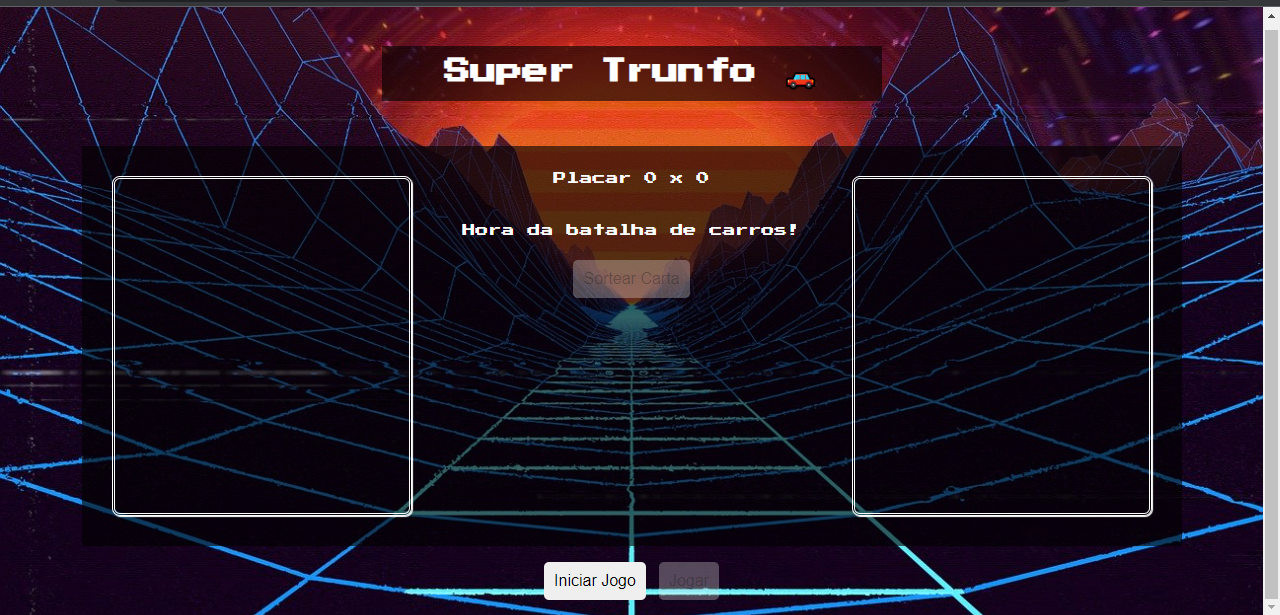 Super Trunfo 🚗
Placar 0 x 0
Hora da batalha de carros!
Sortear Carta
Iniciar Jogo
Jogar